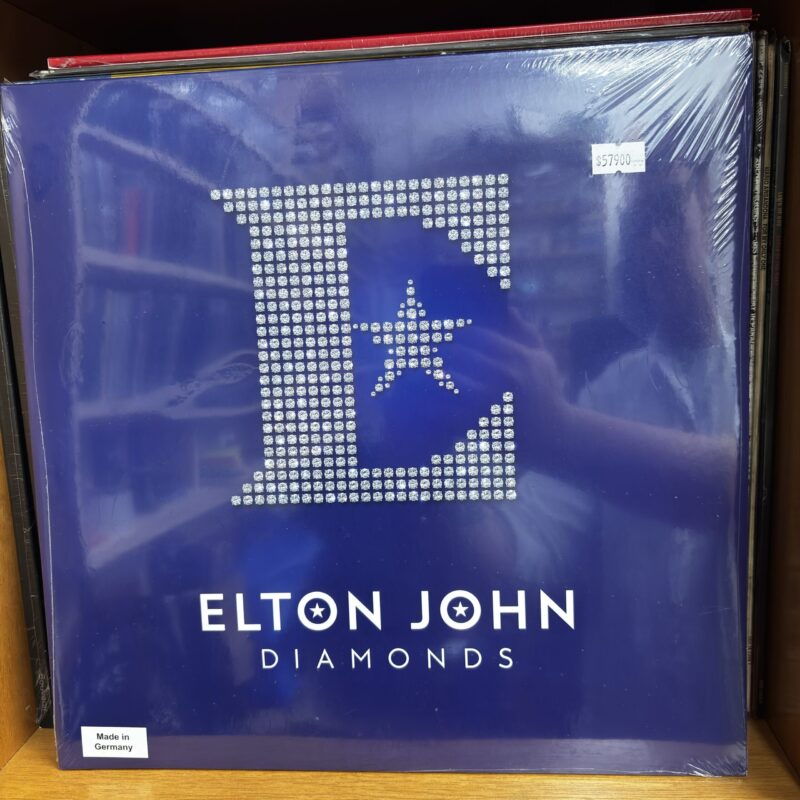 $57900
E
ELTON JOHN
DIAMONDS
Made in
Germany